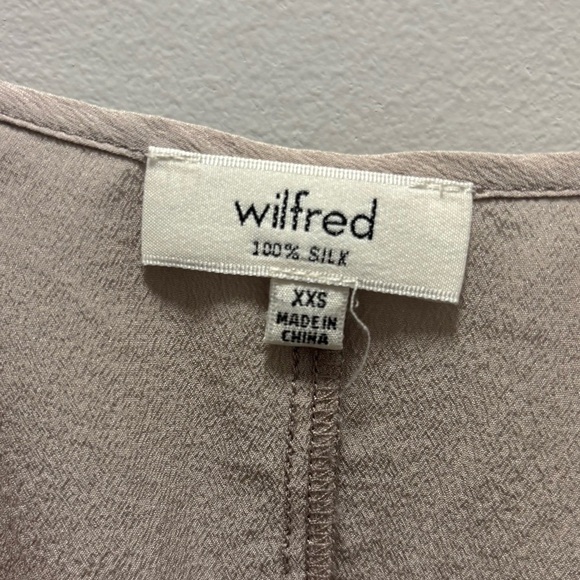 wilfred
100% SILK
XXS
MADE IN
CHINA